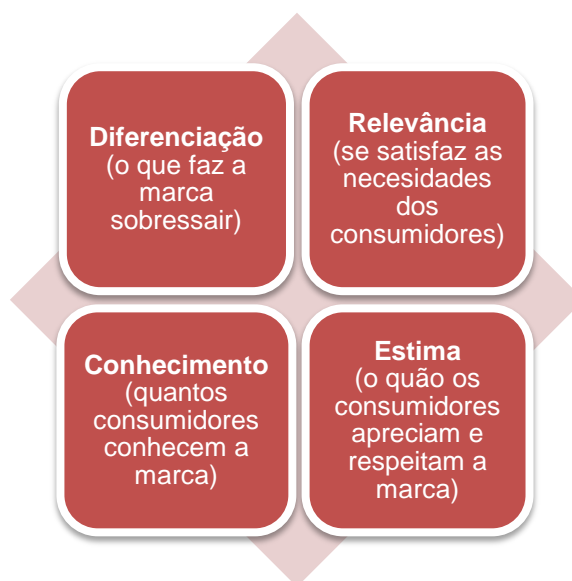 Diferenciação
(o que faz a
marca
sobressair)
Relevância
(se satisfaz as
necesidades
dos
consumidores)
Conhecimento
(quantos
consumidores
conhecem a
marca)
Estima
(o quão os
consumidores
apreciam e
respeitam a
marca)